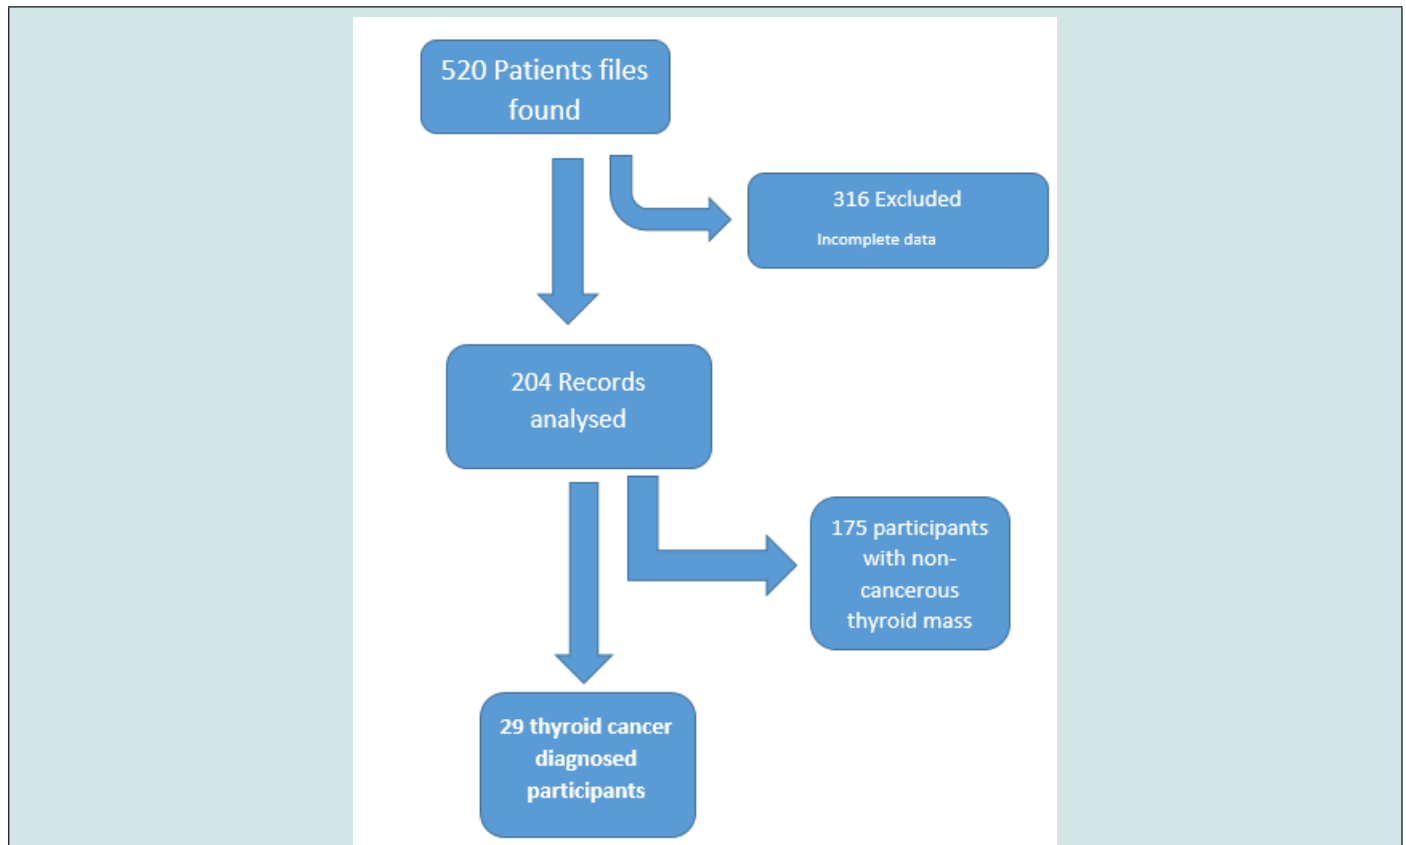 520 Patients files
found
316 Excluded
Incomplete data
204 Records
analysed
175 participants
with non-
cancerous
thyroid mass
29 thyroid cancer
diagnosed
participants